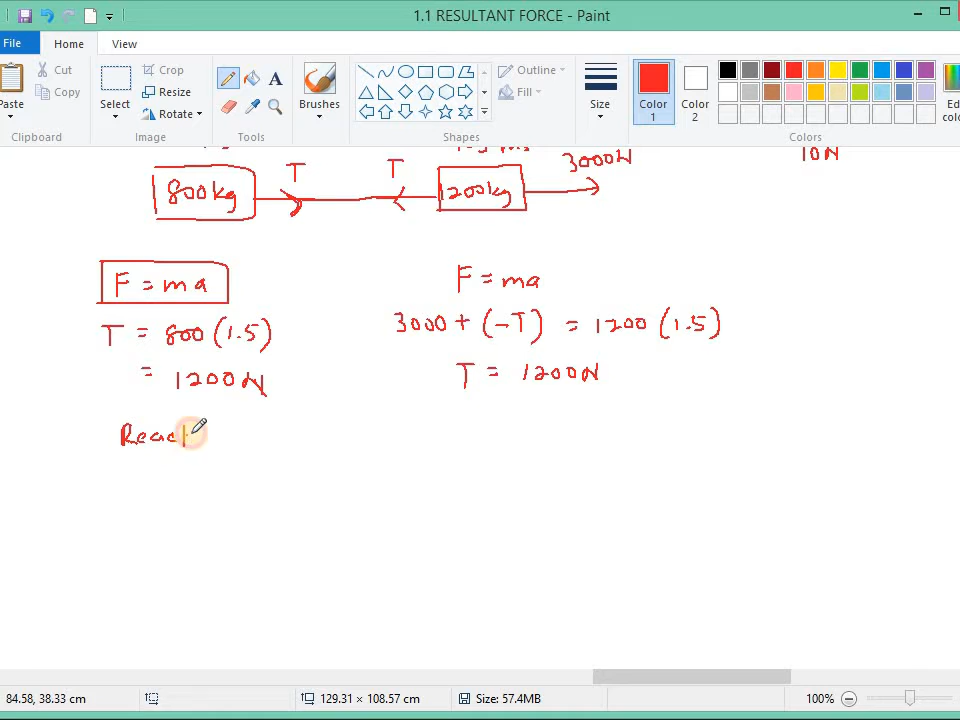 1.1 RESULTANT FORCE - Paint
File Home View
Paste
Cut
Copy
Clipboard
Select
Crop
Resize
Rotate
Image
A
Tools
Brushes
Outline
Fill
Shapes
Size
Color 1
Color 2
Colors
3000N
10N
T T
800kg 1200kg
F = ma
T = 800 (1.5)
= 1200N
F = ma
3000 + (-T) = 1200 (1.5)
T = 1200N
React
84.58, 38.33 cm
129.31 × 108.57 cm
Size: 57.4MB
100%